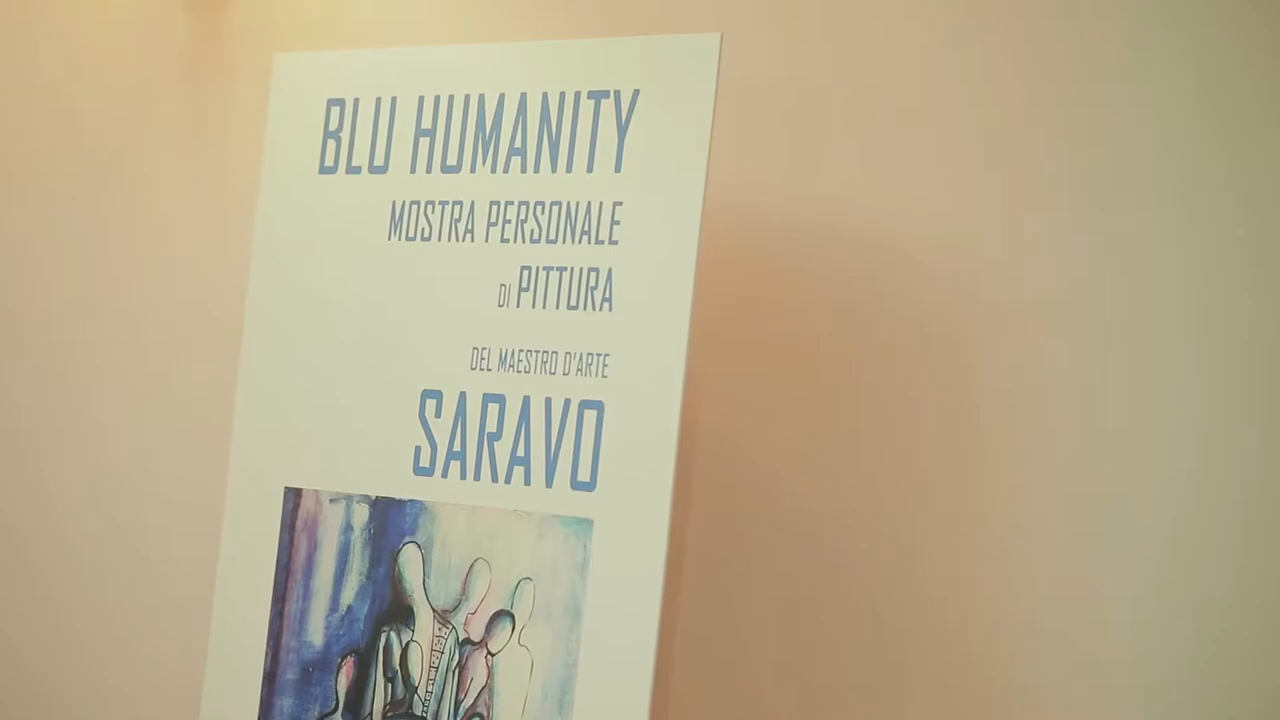 BLU HUMANITY
MOSTRA PERSONALE
DI PITTURA
DEL MAESTRO D'ARTE
SARAVO